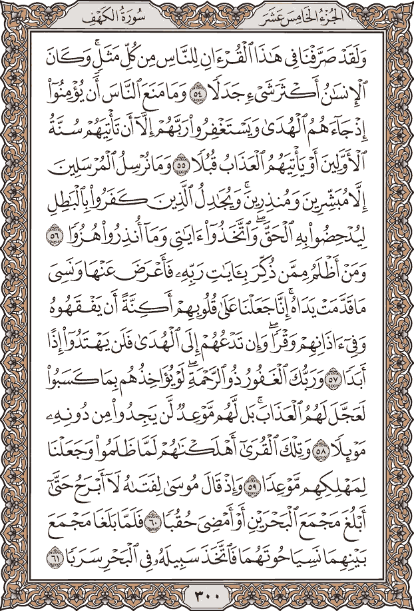 الجزء الخامس عشر
سورة الكهف
وَلَقَدْ صَرَّفْنَا فِي هَٰذَا ٱلْقُرْءَانِ لِلنَّاسِ مِن كُلِّ مَثَلٍ ۚ وَكَانَ
ٱلْإِنسَٰنُ أَكْثَرَ شَىْءٍ جَدَلًا ٥٤ وَمَا مَنَعَ ٱلنَّاسَ أَن يُؤْمِنُوٓا۟
إِذْ جَآءَهُمُ ٱلْهُدَىٰ وَيَسْتَغْفِرُوا۟ رَبَّهُمْ إِلَّآ أَن تَأْتِيَهُمْ سُنَّةُ
ٱلْأَوَّلِينَ أَوْ يَأْتِيَهُمُ ٱلْعَذَابُ قُبُلًا ٥٥ وَمَا نُرْسِلُ ٱلْمُرْسَلِينَ
إِلَّا مُبَشِّرِينَ وَمُنذِرِينَ ۚ وَيُجَٰدِلُ ٱلَّذِينَ كَفَرُوا۟ بِٱلْبَٰطِلِ
لِيُدْحِضُوا۟ بِهِ ٱلْحَقَّ ۖ وَٱتَّخَذُوٓا۟ ءَايَٰتِى وَمَآ أُنذِرُوا۟ هُزُوًا ٥٦
وَمَنْ أَظْلَمُ مِمَّن ذُكِّرَ بِـَٔايَٰتِ رَبِّهِۦ فَأَعْرَضَ عَنْهَا وَنَسِىَ
مَا قَدَّمَتْ يَدَاهُ ۚ إِنَّا جَعَلْنَا عَلَىٰ قُلُوبِهِمْ أَكِنَّةً أَن يَفْقَهُوهُ
وَفِىٓ ءَاذَانِهِمْ وَقْرًا ۖ وَإِن تَدْعُهُمْ إِلَى ٱلْهُدَىٰ فَلَن يَهْتَدُوٓا۟ إِذًا
أَبَدًا ٥٧ وَرَبُّكَ ٱلْغَفُورُ ذُو ٱلرَّحْمَةِ ۖ لَوْ يُؤَاخِذُهُم بِمَا كَسَبُوا۟
لَعَجَّلَ لَهُمُ ٱلْعَذَابَ ۚ بَل لَّهُم مَّوْعِدٌ لَّن يَجِدُوا۟ مِن دُونِهِۦ
مَوْئِلًا ٥٨ وَتِلْكَ ٱلْقُرَىٰٓ أَهْلَكْنَٰهُمْ لَمَّا ظَلَمُوا۟ وَجَعَلْنَا
لِمَهْلِكِهِم مَّوْعِدًا ٥٩ وَإِذْ قَالَ مُوسَىٰ لِفَتَىٰهُ لَآ أَبْرَحُ حَتَّىٰٓ
أَبْلُغَ مَجْمَعَ ٱلْبَحْرَيْنِ أَوْ أَمْضِىَ حُقُبًا ٦٠ فَلَمَّا بَلَغَا مَجْمَعَ
بَيْنِهِمَا نَسِيَا حُوتَهُمَا فَٱتَّخَذَ سَبِيلَهُۥ فِى ٱلْبَحْرِ سَرَبًا ٦١
٣٠٠